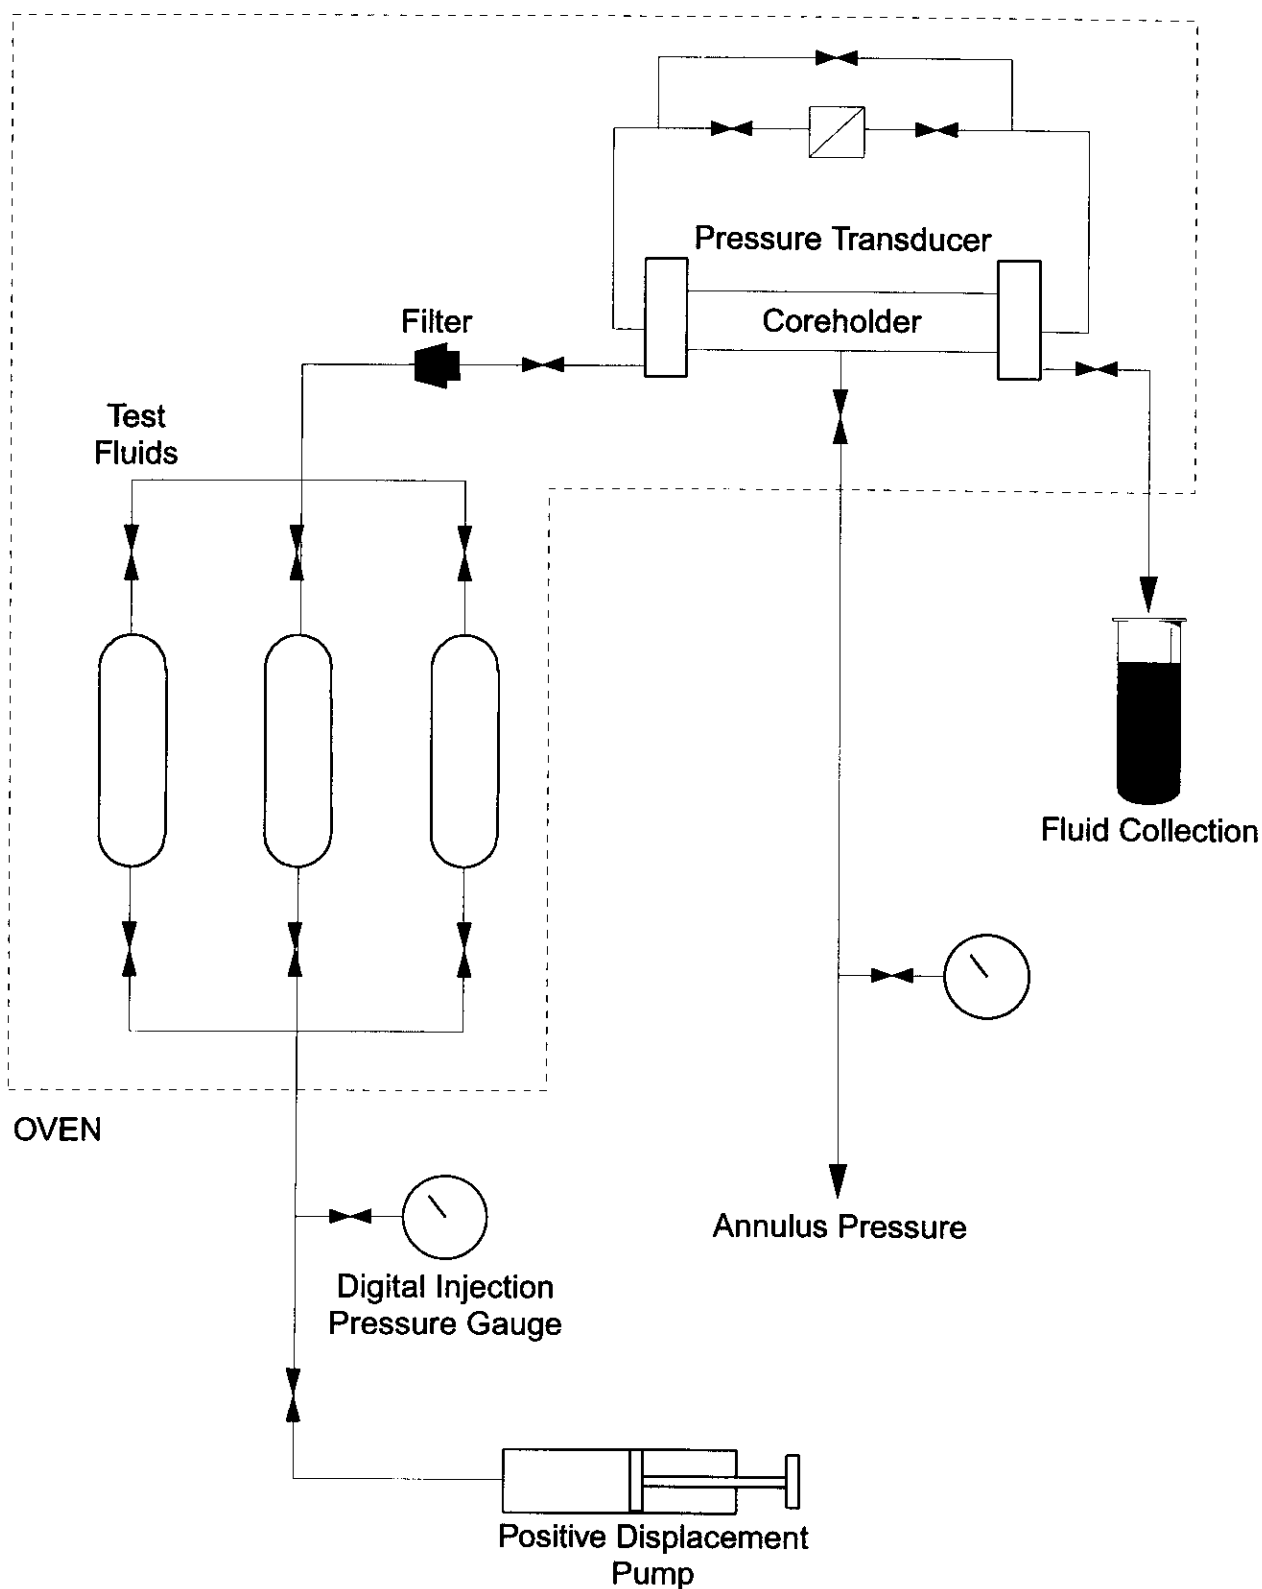 Pressure Transducer
Coreholder
Filter
Test
Fluids
Fluid Collection
OVEN
Annulus Pressure
Digital Injection
Pressure Gauge
Positive Displacement
Pump